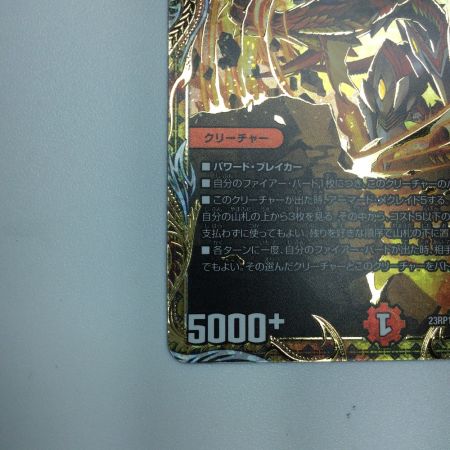 クリーチャー
■ パワード・ブレイカー
■ 自分のファイアー・バード1枚につき、このクリーチャーの
■ このクリーチャーが出た時、アーマード・メクレイド5する
自分の山札の上から3枚を見る。その中から、コスト5以下の
支払わずに使ってもよい。残りを好きな順序で山札の下に置
■ 各ターンに一度、自分のファイアー・バードが出た時、相手
でもよい。その選んだクリーチャーとこのクリーチャーをバト
5000+
1
23RP1